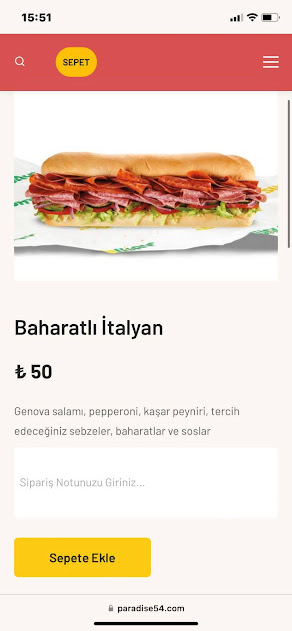 15:51
SEPET
Baharatlı İtalyan
₺ 50
Genova salamı, pepperoni, kaşar peyniri, tercih
edeceğiniz sebzeler, baharatlar ve soslar
Sipariş Notunuzu Giriniz...
Sepete Ekle
paradise54.com